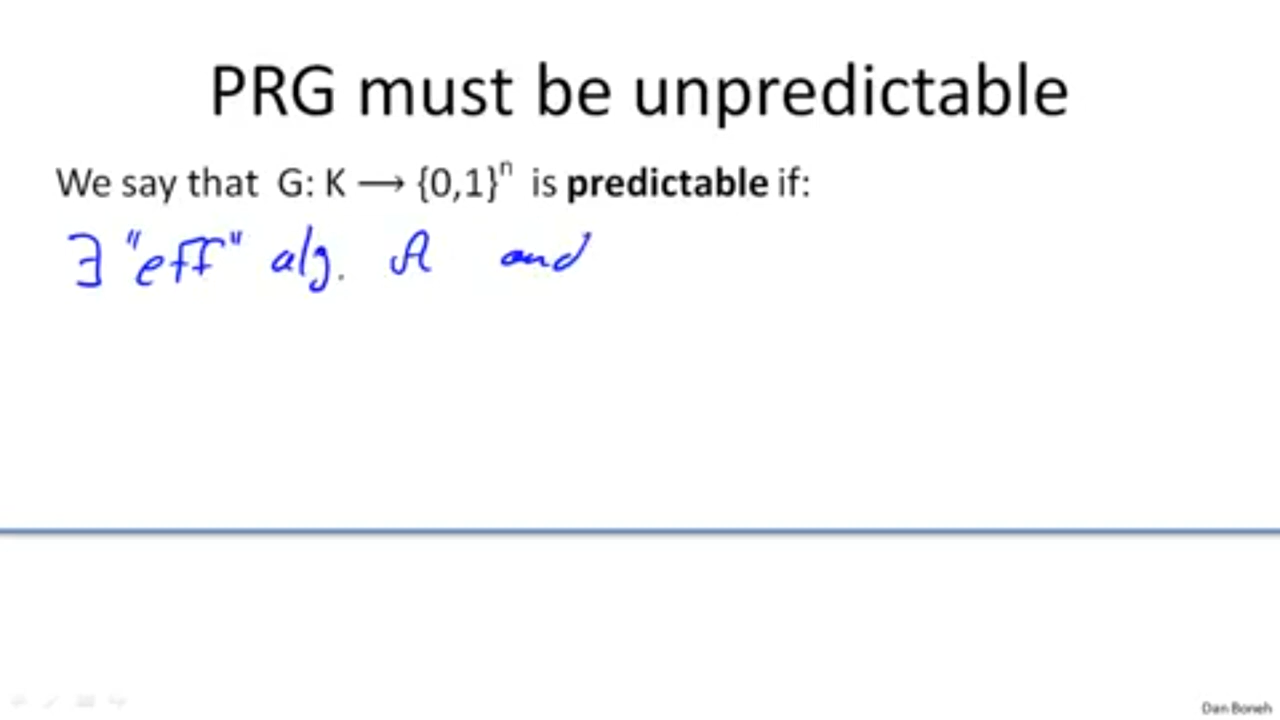 PRG must be unpredictable
We say that G: K ⟶ {0,1}ⁿ is predictable if:
∃ "eff" alg. A and
Dan Boneh